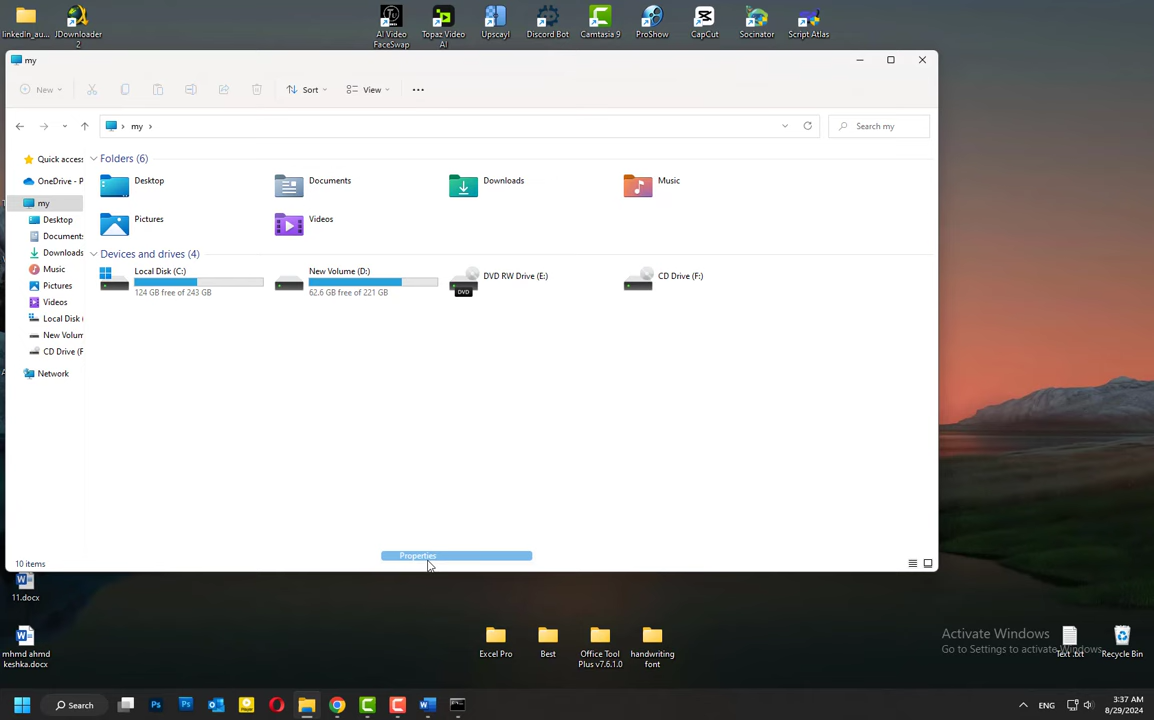 linkedin_au...
JDownloader
2
AI Video
FaceSwap
Topaz Video
AI
Upscayl
Discord Bot
Camtasia 9
ProShow
CapCut
Socinator
Script Atlas
my
New
Sort
View
my
Search my
Quick access
OneDrive - P
my
Desktop
Documents
Downloads
Music
Pictures
Videos
Local Disk (
New Volum
CD Drive (F
Network
Folders (6)
Desktop
Documents
Downloads
Music
Pictures
Videos
Devices and drives (4)
Local Disk (C:)
124 GB free of 243 GB
New Volume (D:)
62.6 GB free of 221 GB
DVD RW Drive (E:)
DVD
CD Drive (F:)
Properties
10 items
11.docx
mhmd ahmd
keshka.docx
Excel Pro
Best
Office Tool
Plus v7.6.1.0
handwriting
font
Activate Windows
Go to Settings to activate Windows.
Text .txt
Recycle Bin
Search
Ps
Ps
ENG
3:37 AM
8/29/2024